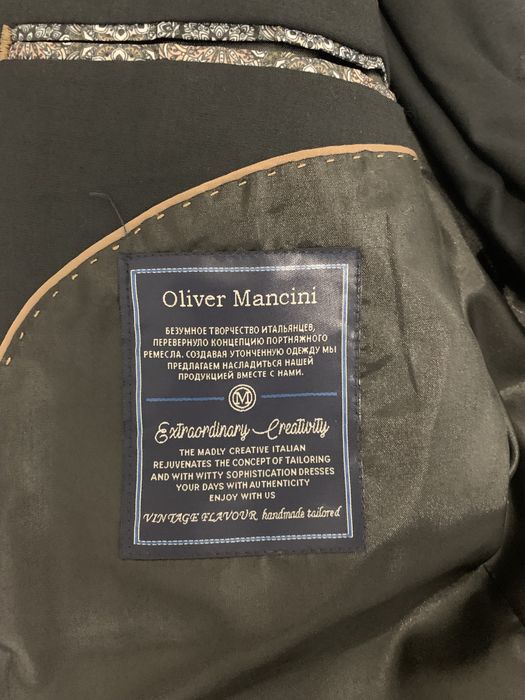 Oliver Mancini
БЕЗУМНОЕ ТВОРЧЕСТВО ИТАЛЬЯНЦЕВ,
ПЕРЕВЕРНУЛО КОНЦЕПЦИЮ ПОРТНЯЖНОГО
РЕМЕСЛА. СОЗДАВАЯ УТОНЧЕННУЮ ОДЕЖДУ МЫ
ПРЕДЛАГАЕМ НАСЛАДИТЬСЯ НАШЕЙ
ПРОДУКЦИЕЙ ВМЕСТЕ С НАМИ.
M
Extraordinary Creativity
THE MADLY CREATIVE ITALIAN
REJUVENATES THE CONCEPT OF TAILORING
AND WITH WITTY SOPHISTICATION DRESSES
YOUR DAYS WITH AUTHENTICITY
ENJOY WITH US
VINTAGE FLAVOUR handmade tailored